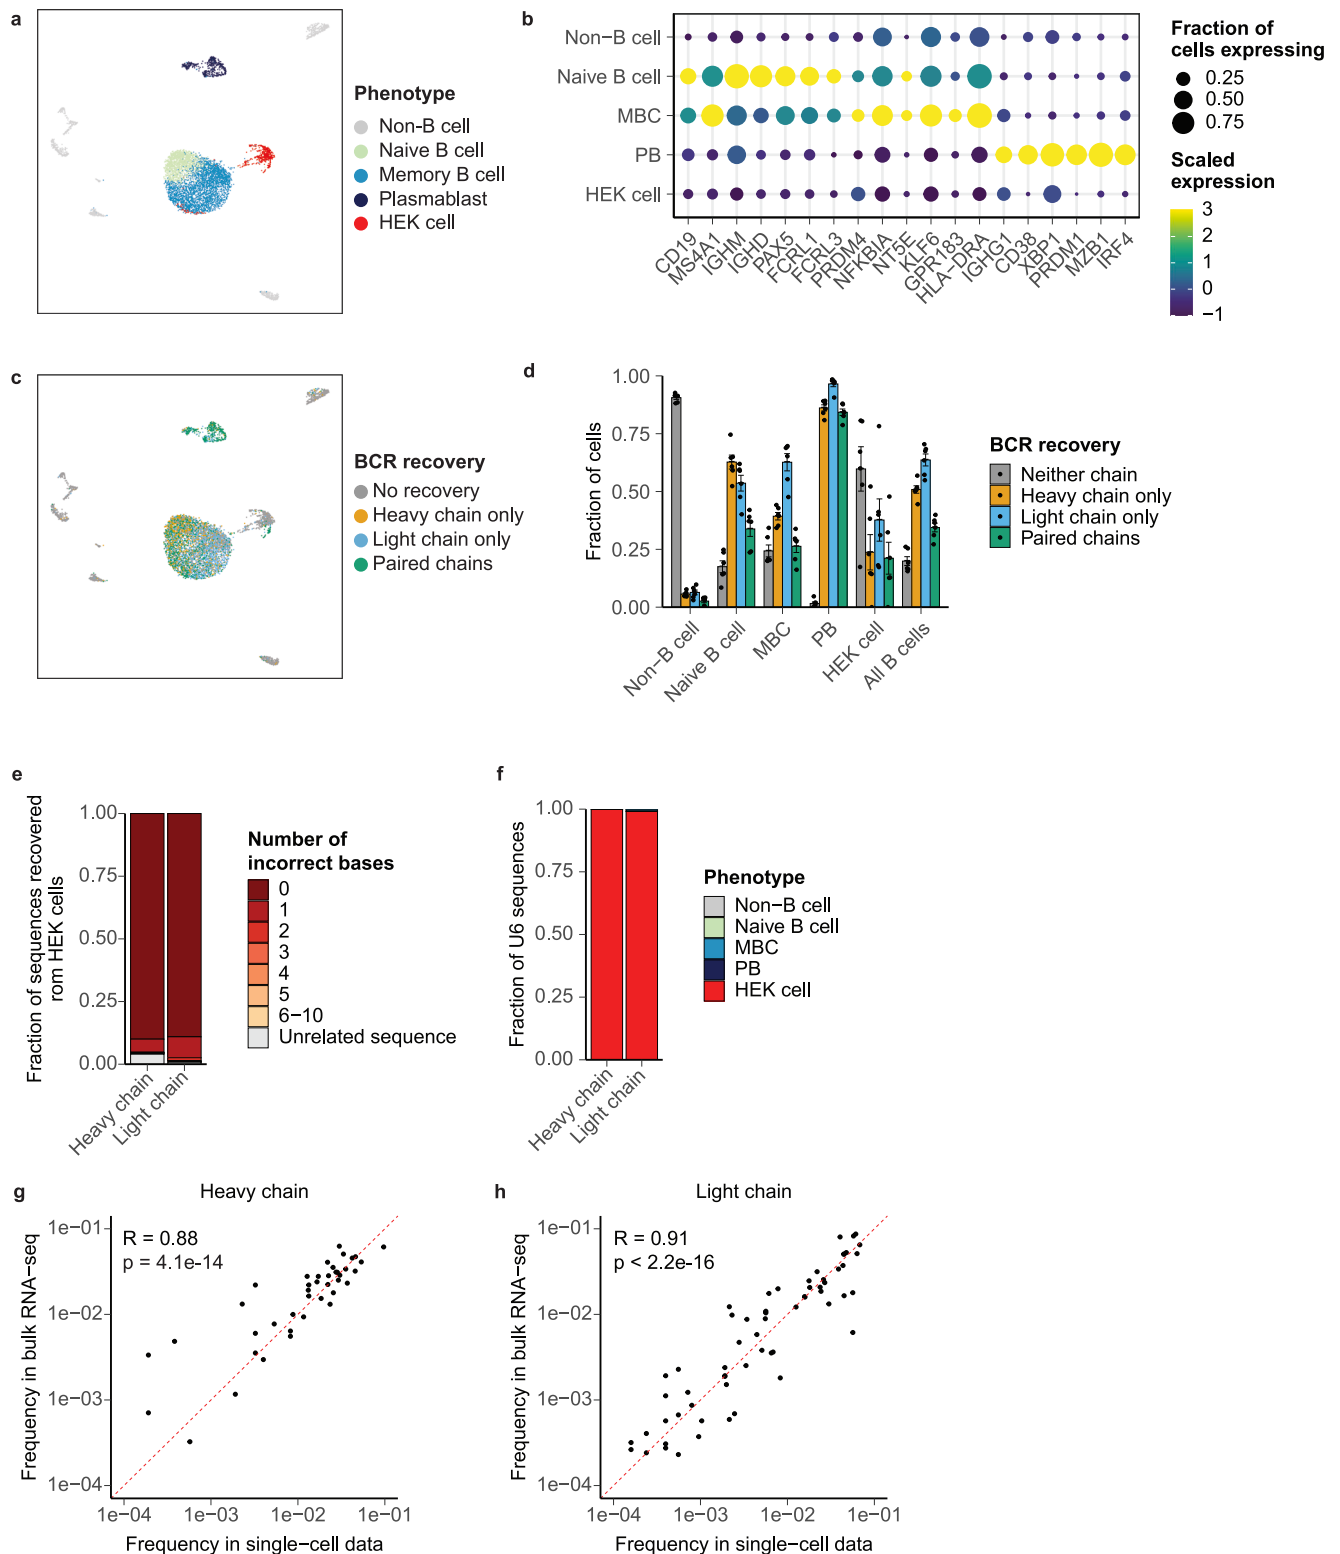 a
Phenotype
Non−B cell
Naive B cell
Memory B cell
Plasmablast
HEK cell
b
Non−B cell
Naive B cell
MBC
PB
HEK cell
CD19
MS4A1
IGHM
IGHD
PAX5
FCRL1
FCRL3
PRDM4
NFKBIA
NT5E
KLF6
GPR183
HLA−DRA
IGHG1
CD38
XBP1
PRDM1
MZB1
IRF4
Fraction of
cells expressing
0.25
0.50
0.75
Scaled
expression
3
2
1
0
−1
c
BCR recovery
No recovery
Heavy chain only
Light chain only
Paired chains
d
Fraction of cells
1.00
0.75
0.50
0.25
0.00
Non−B cell
Naive B cell
MBC
PB
HEK cell
All B cells
BCR recovery
Neither chain
Heavy chain only
Light chain only
Paired chains
e
Fraction of sequences recovered
rom HEK cells
1.00
0.75
0.50
0.25
0.00
Heavy chain
Light chain
Number of
incorrect bases
0
1
2
3
4
5
6−10
Unrelated sequence
f
Fraction of U6 sequences
1.00
0.75
0.50
0.25
0.00
Heavy chain
Light chain
Phenotype
Non−B cell
Naive B cell
MBC
PB
HEK cell
g
Heavy chain
R = 0.88
p = 4.1e-14
Frequency in bulk RNA−seq
1e−01
1e−02
1e−03
1e−04
1e−04
1e−03
1e−02
1e−01
Frequency in single−cell data
h
Light chain
R = 0.91
p < 2.2e-16
Frequency in bulk RNA−seq
1e−01
1e−02
1e−03
1e−04
1e−04
1e−03
1e−02
1e−01
Frequency in single−cell data